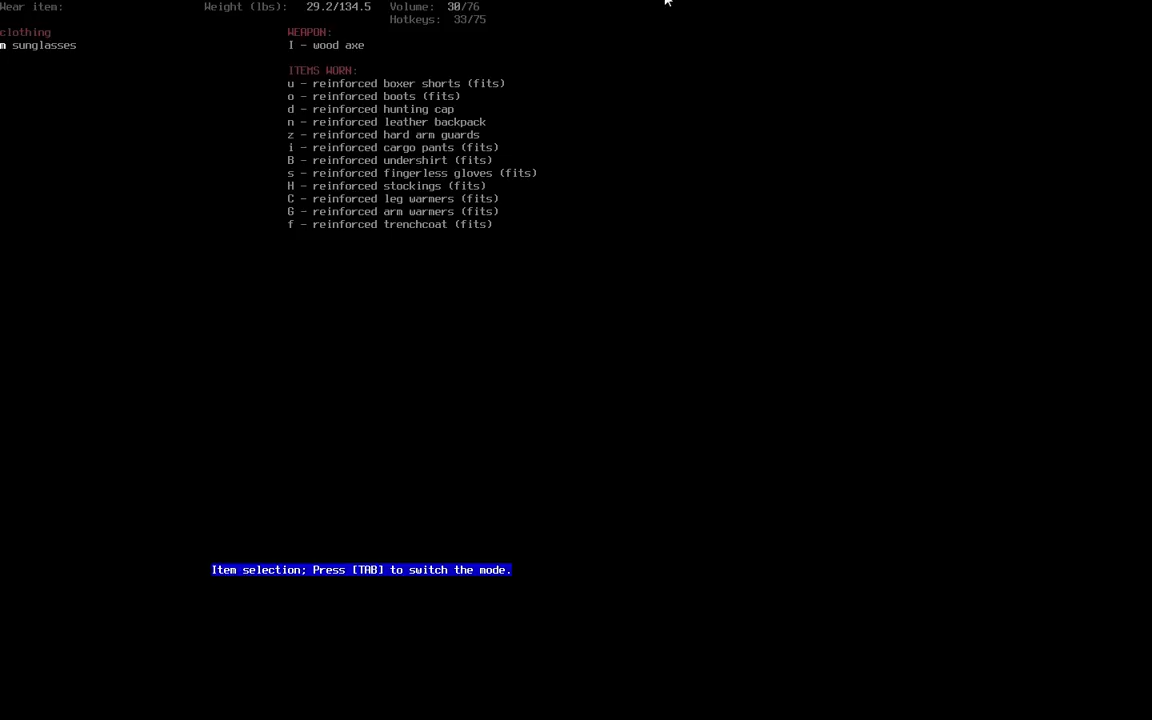 Wear item: Weight (lbs): 29.2/134.5 Volume: 30/76
Hotkeys: 33/75
clothing
m sunglasses
WEAPON:
I - wood axe
ITEMS WORN:
u - reinforced boxer shorts (fits)
o - reinforced boots (fits)
d - reinforced hunting cap
n - reinforced leather backpack
z - reinforced hard arm guards
i - reinforced cargo pants (fits)
B - reinforced undershirt (fits)
s - reinforced fingerless gloves (fits)
H - reinforced stockings (fits)
C - reinforced leg warmers (fits)
G - reinforced arm warmers (fits)
f - reinforced trenchcoat (fits)
Item selection; Press [TAB] to switch the mode.